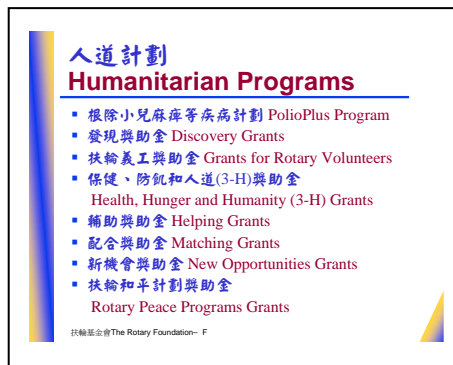 人道計劃
Humanitarian Programs
▪ 根除小兒麻痺等疾病計劃 PolioPlus Program
▪ 發現獎助金 Discovery Grants
▪ 扶輪義工獎助金 Grants for Rotary Volunteers
▪ 保健、防飢和人道(3-H)獎助金
Health, Hunger and Humanity (3-H) Grants
▪ 輔助獎助金 Helping Grants
▪ 配合獎助金 Matching Grants
▪ 新機會獎助金 New Opportunities Grants
▪ 扶輪和平計劃獎助金
Rotary Peace Programs Grants
扶輪基金會The Rotary Foundation– F